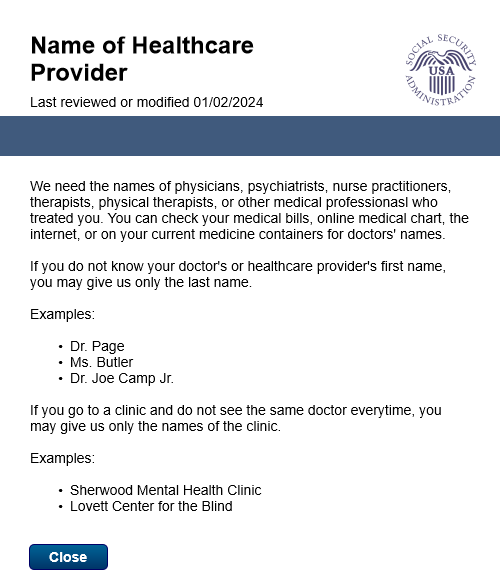 Name of Healthcare
Provider
SOCIAL SECURITY
USA
ADMINISTRATION
Last reviewed or modified 01/02/2024
We need the names of physicians, psychiatrists, nurse practitioners,
therapists, physical therapists, or other medical professionasl who
treated you. You can check your medical bills, online medical chart, the
internet, or on your current medicine containers for doctors' names.
If you do not know your doctor's or healthcare provider's first name,
you may give us only the last name.
Examples:
• Dr. Page
• Ms. Butler
• Dr. Joe Camp Jr.
If you go to a clinic and do not see the same doctor everytime, you
may give us only the names of the clinic.
Examples:
• Sherwood Mental Health Clinic
• Lovett Center for the Blind
Close